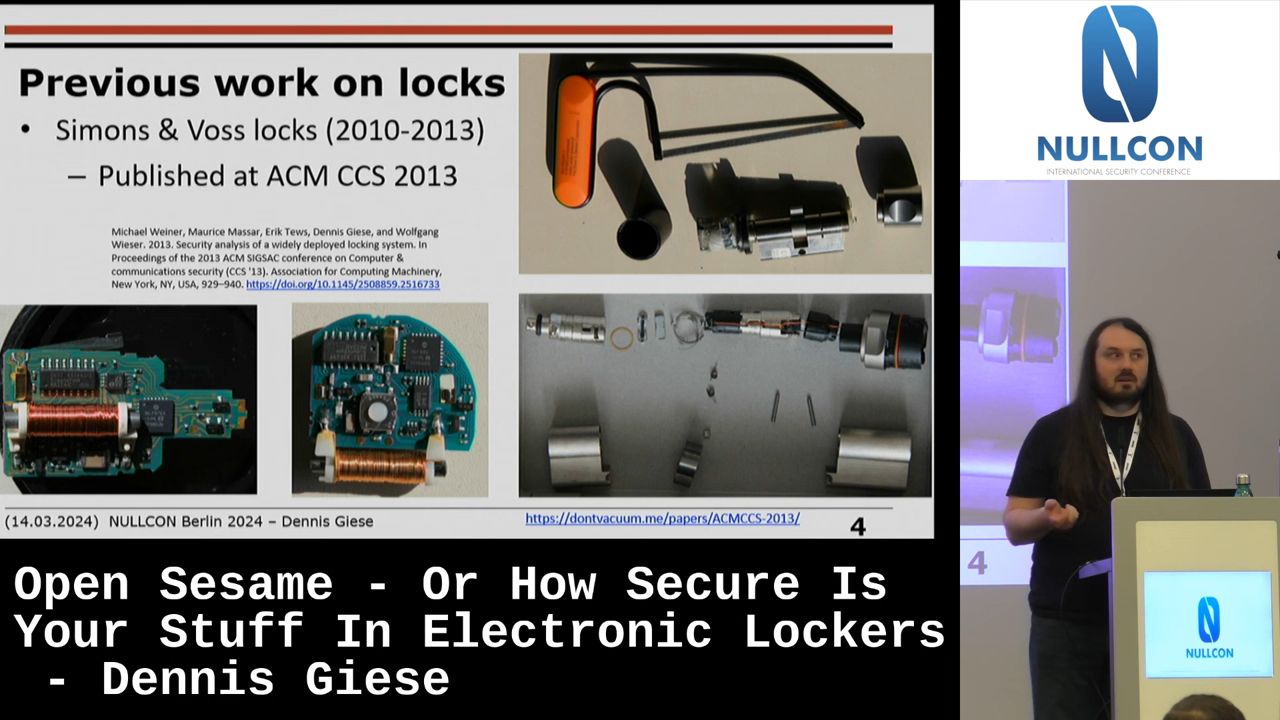 Previous work on locks
• Simons & Voss locks (2010-2013)
– Published at ACM CCS 2013
Michael Weiner, Maurice Massar, Erik Tews, Dennis Giese, and Wolfgang
Wieser. 2013. Security analysis of a widely deployed locking system. In
Proceedings of the 2013 ACM SIGSAC conference on Computer &
communications security (CCS '13). Association for Computing Machinery,
New York, NY, USA, 929–940. https://doi.org/10.1145/2508859.2516733
(14.03.2024) NULLCON Berlin 2024 – Dennis Giese
https://dontvacuum.me/papers/ACMCCS-2013/
4
NULLCON
INTERNATIONAL SECURITY CONFERENCE
4
NULLCON
Open Sesame - Or How Secure Is
Your Stuff In Electronic Lockers
- Dennis Giese